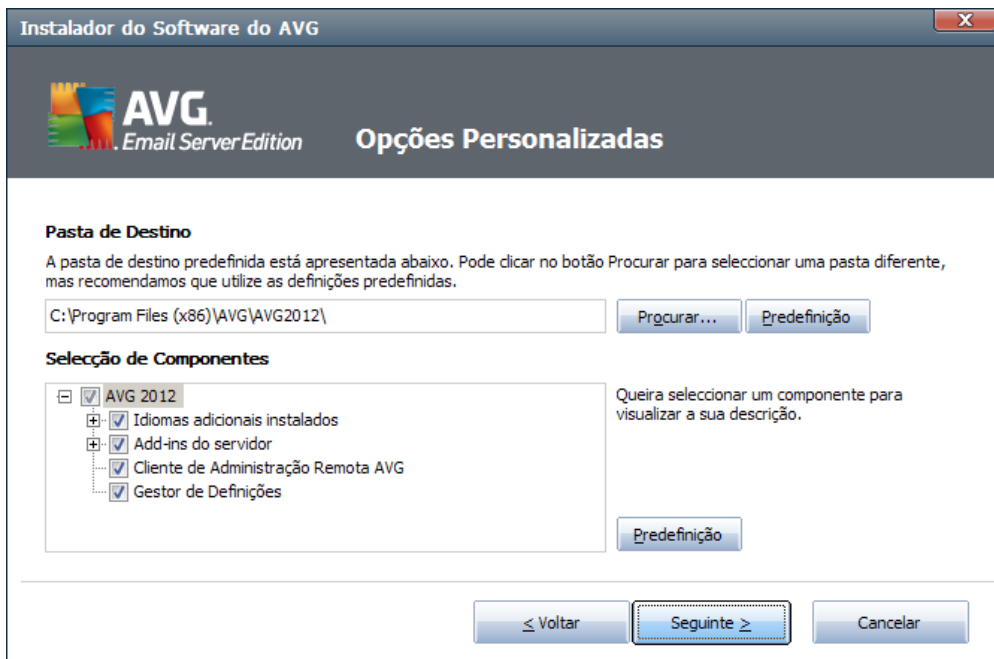 Instalador do Software do AVG
X
AVG.
Email Server Edition
Opções Personalizadas
Pasta de Destino
A pasta de destino predefinida está apresentada abaixo. Pode clicar no botão Procurar para seleccionar uma pasta diferente,
mas recomendamos que utilize as definições predefinidas.
C:\Program Files (x86)\AVG\AVG2012\
Procurar...
Predefinição
Selecção de Componentes
AVG 2012
Idiomas adicionais instalados
Add-ins do servidor
Cliente de Administração Remota AVG
Gestor de Definições
Queira seleccionar um componente para
visualizar a sua descrição.
Predefinição
< Voltar
Seguinte >
Cancelar